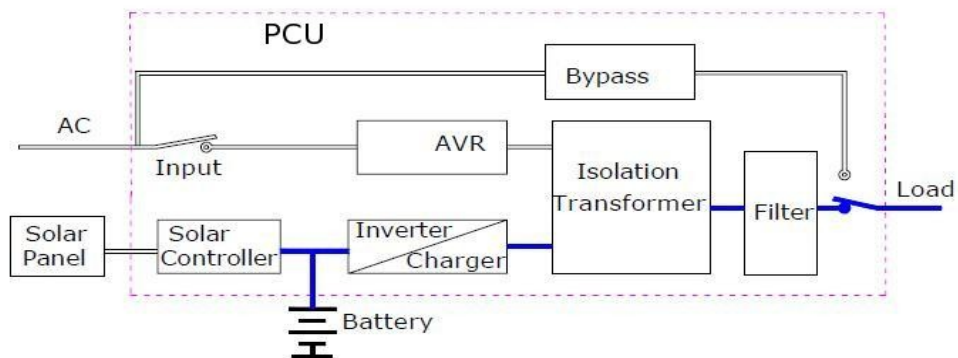 PCU
Bypass
AC
Input
AVR
Isolation
Transformer
Filter
Load
Solar
Panel
Solar
Controller
Inverter
Charger
Battery